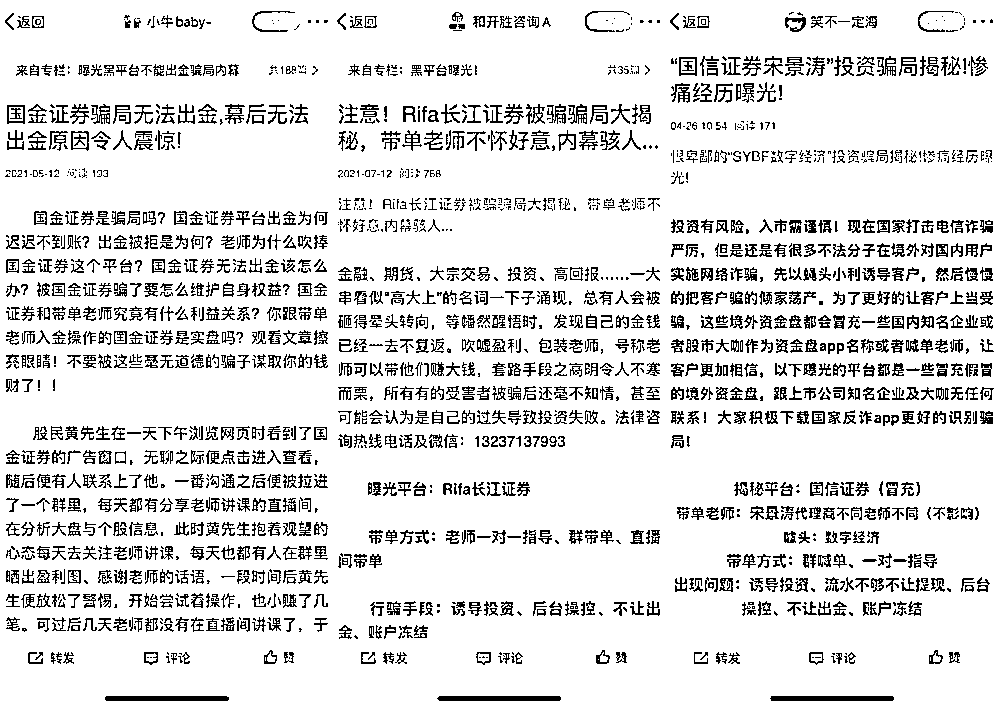 返回
小牛baby-
来自专栏：曝光黑平台不能出金骗局内幕
共188篇
国金证券骗局无法出金,幕后无法
出金原因令人震惊!
2021-05-12 阅读 193
国金证券是骗局吗？国金证券平台出金为何
迟迟不到账？出金被拒是为何？老师为什么吹捧
国金证券这个平台？国金证券无法出金该怎么
办？被国金证券骗了要怎么维护自身权益？国金
证券和带单老师究竟有什么利益关系？你跟带单
老师入金操作的国金证券是实盘吗？观看文章擦
亮眼睛！不要被这些毫无道德的骗子谋取你的钱
财了！！
股民黄先生在一天下午浏览网页时看到了国
金证券的广告窗口，无聊之际便点击进入查看，
随后便有人联系上了他。一番沟通之后便被拉进
了一个群里，每天都有分享老师讲课的直播间，
在分析大盘与个股信息，此时黄先生抱着观望的
心态每天去关注老师讲课，每天也都有人在群里
晒出盈利图、感谢老师的话语，一段时间后黄先
生便放松了警惕，开始尝试着操作，也小赚了几
笔。可过后几天老师都没有在直播间讲课了，于
转发
评论
赞
返回
和开胜咨询A
来自专栏：黑平台曝光!
共35篇
注意！Rifa长江证券被骗骗局大揭
秘，带单老师不怀好意,内幕骇人...
2021-07-12 阅读 768
注意！Rifa长江证券被骗骗局大揭秘，带单老师不
怀好意,内幕骇人...
金融、期货、大宗交易、投资、高回报......一大
串看似“高大上”的名词一下子涌现，总有人会被
砸得晕头转向，等幡然醒悟时，发现自己的金钱
已经一去不复返。吹嘘盈利、包装老师，号称老
师可以带他们赚大钱，套路手段之高明令人不寒
而栗，所有有的受害者被骗后还毫不知情，甚至
可能会认为是自己的过失导致投资失败。法律咨
询热线电话及微信：13237137993
曝光平台：Rifa长江证券
带单方式：老师一对一指导、群带单、直播
间带单
行骗手段：诱导投资、后台操控、不让出
金、账户冻结
转发
评论
赞
返回
笑不一定海
“国信证券宋景涛”投资骗局揭秘!惨
痛经历曝光!
04-26 10:54 阅读 171
恨卑鄙的“SYBF数字经济”投资骗局揭秘!惨痛经历曝
光!
投资有风险，入市需谨慎！现在国家打击电信诈骗
严厉，但是还是有很多不法分子在境外对国内用户
实施网络诈骗，先以蝇头小利诱导客户，然后慢慢
的把客户骗的倾家荡产。为了更好的让客户上当受
骗，这些境外资金盘都会冒充一些国内知名企业或
者股市大咖作为资金盘app名称或者喊单老师，让
客户更加相信，以下曝光的平台都是一些冒充假冒
的境外资金盘，跟上市公司知名企业及大咖无任何
联系！大家积极下载国家反诈app更好的识别骗
局！
揭秘平台：国信证券（冒充）
带单老师：宋景涛代理商不同老师不同（不影响）
噱头：数字经济
带单方式：群喊单、一对一指导
出现问题：诱导投资、流水不够不让提现、后台
操控、不让出金、账户冻结
转发
评论
赞